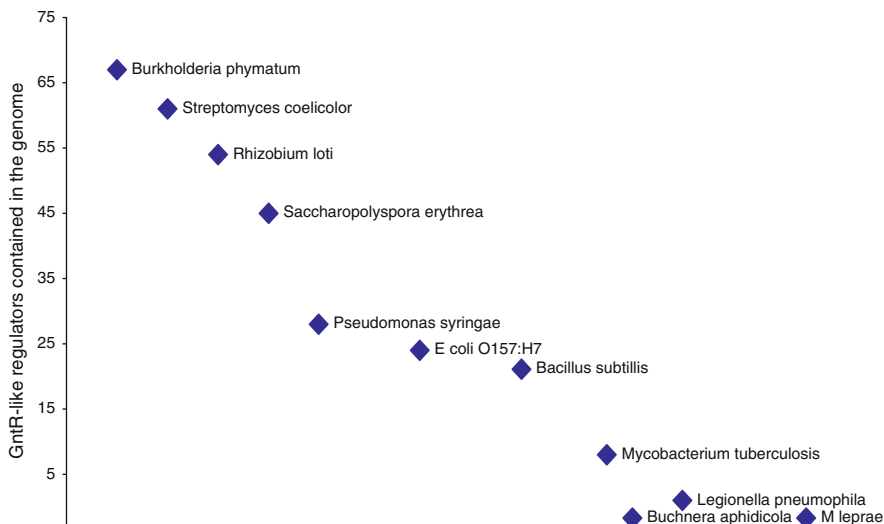 GntR-like regulators contained in the genome
75
65
55
45
35
25
15
5
Burkholderia phymatum
Streptomyces coelicolor
Rhizobium loti
Saccharopolyspora erythrea
Pseudomonas syringae
E coli O157:H7
Bacillus subtillis
Mycobacterium tuberculosis
Legionella pneumophila
Buchnera aphidicola
M leprae